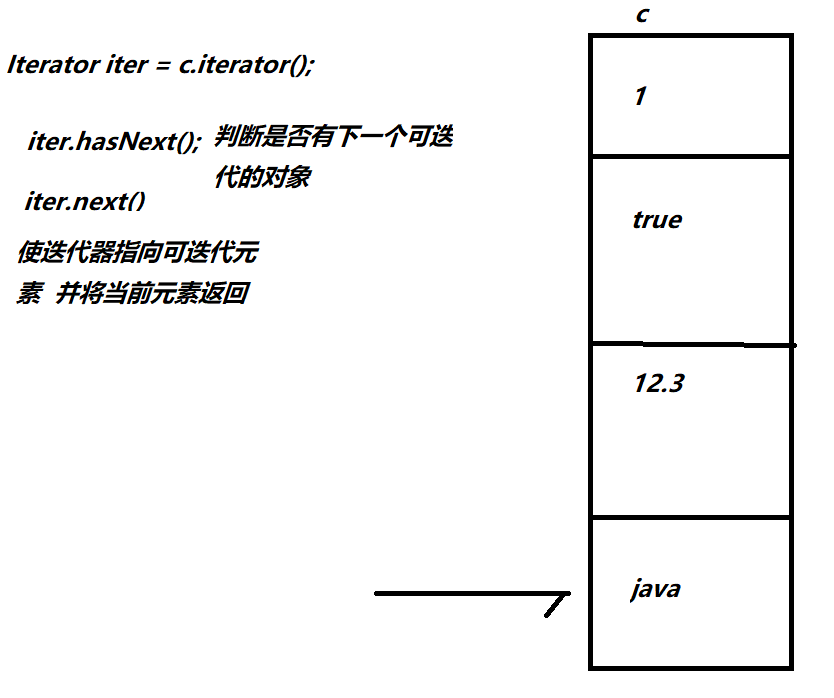 Iterator iter = c.iterator();
iter.hasNext(); 判断是否有下一个可迭
代的对象
iter.next()
使迭代器指向可迭代元
素 并将当前元素返回
c
1
true
12.3
java